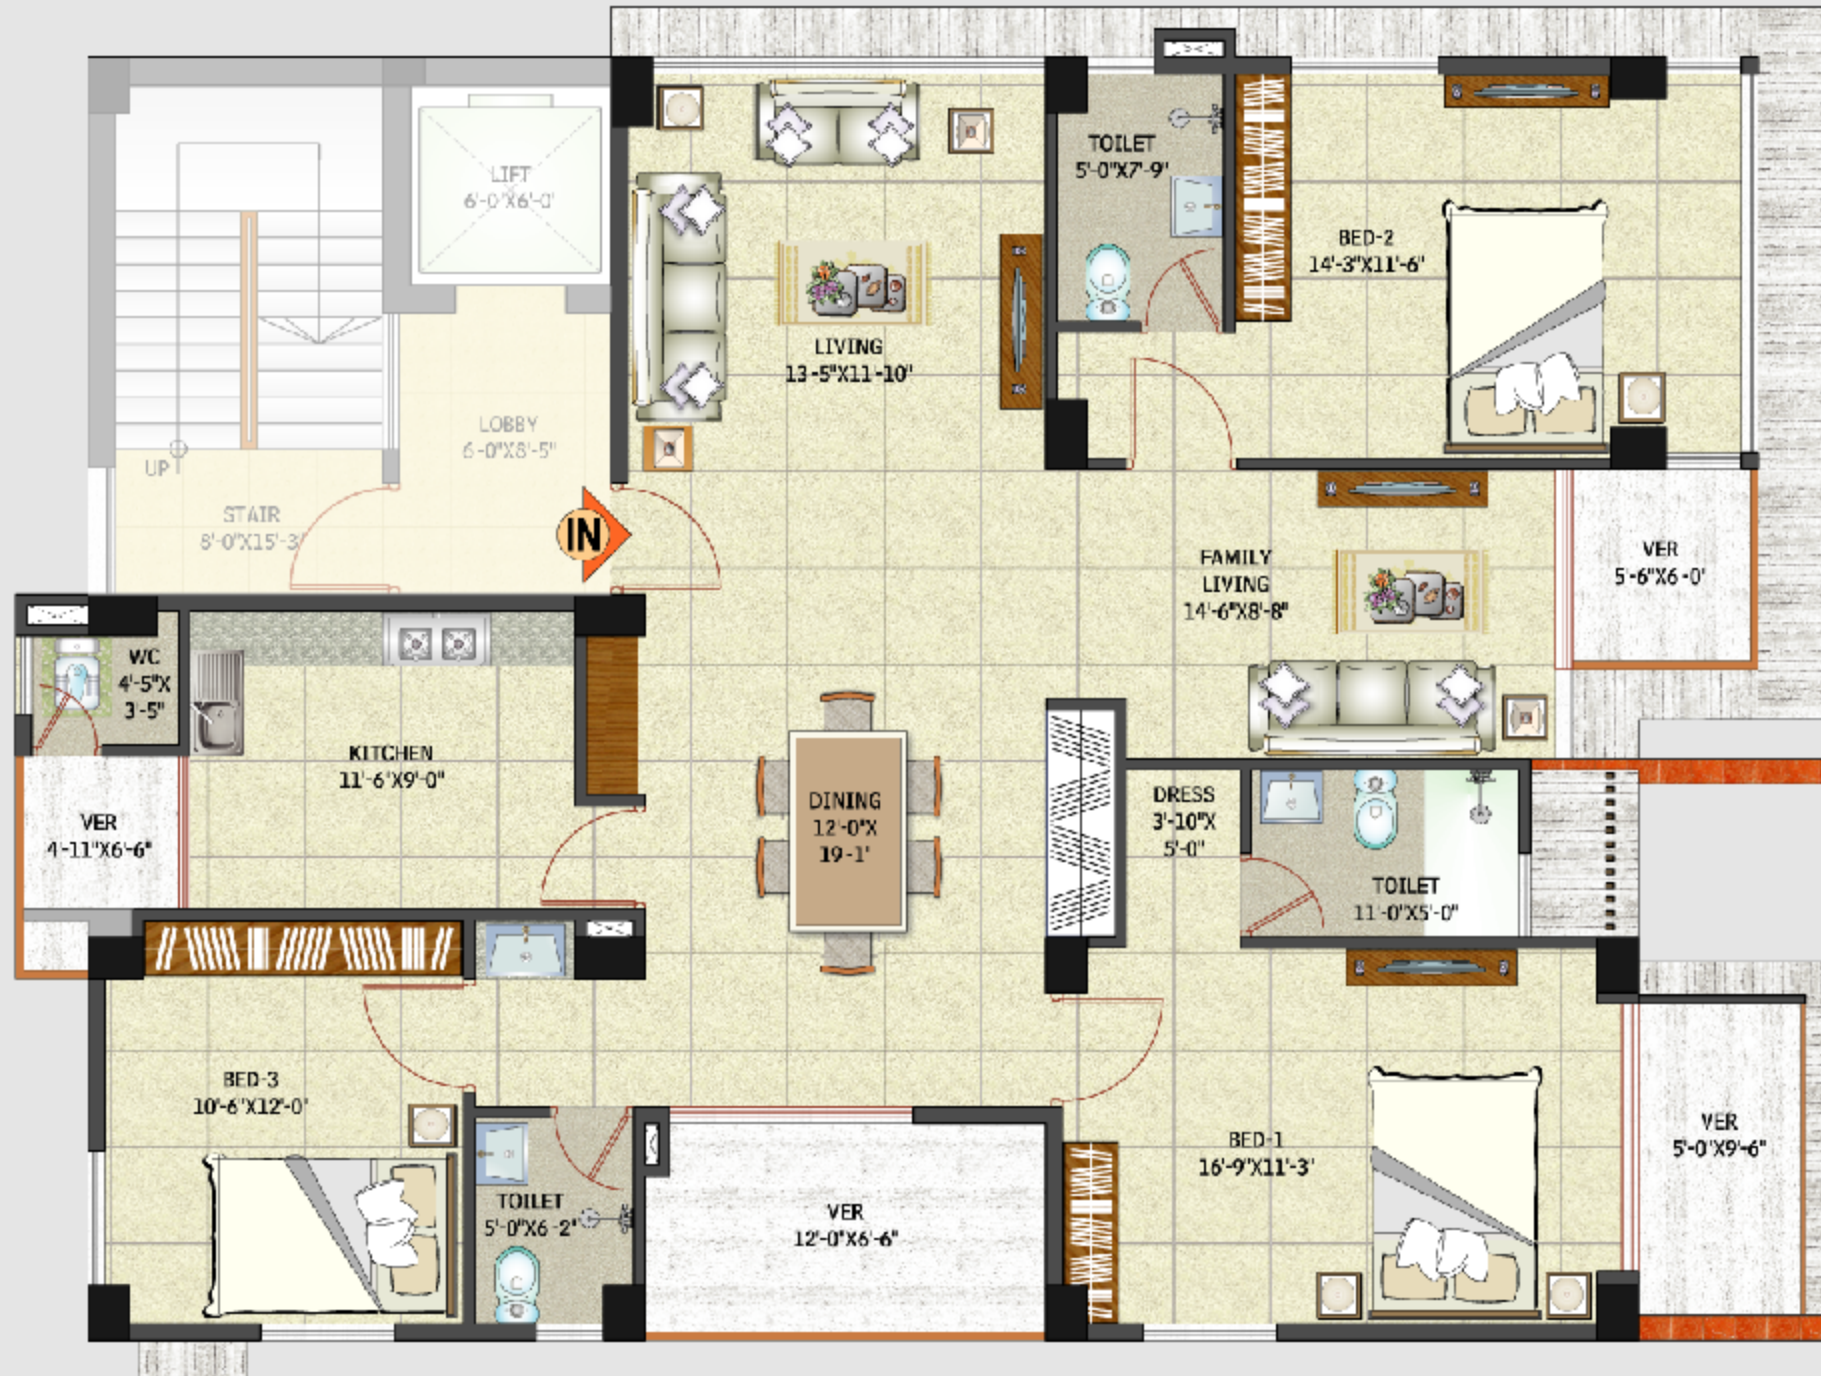 LIFT
6'-0"X6'-0"
TOILET
5'-0"X7'-9"
BED-2
14'-3"X11'-6"
LIVING
13-5"X11-10"
LOBBY
6-0"X8'-5"
UP
STAIR
8'-0"X15'-3"
IN
FAMILY
LIVING
14'-6"X8'-8"
VER
5'-6"X6-0'
WC
4'-5"X
3-5"
KITCHEN
11'-6"X9'-0"
VER
4-11"X6'-6"
DINING
12'-0"X
19-1'
DRESS
3'-10"X
5'-0"
TOILET
11'-0"X5'-0"
BED-3
10'-6"X12'-0"
TOILET
5'-0"X6-2"
VER
12'-0"X6'-6"
BED-1
16'-9"X11'-3"
VER
5'-0"X9'-6"